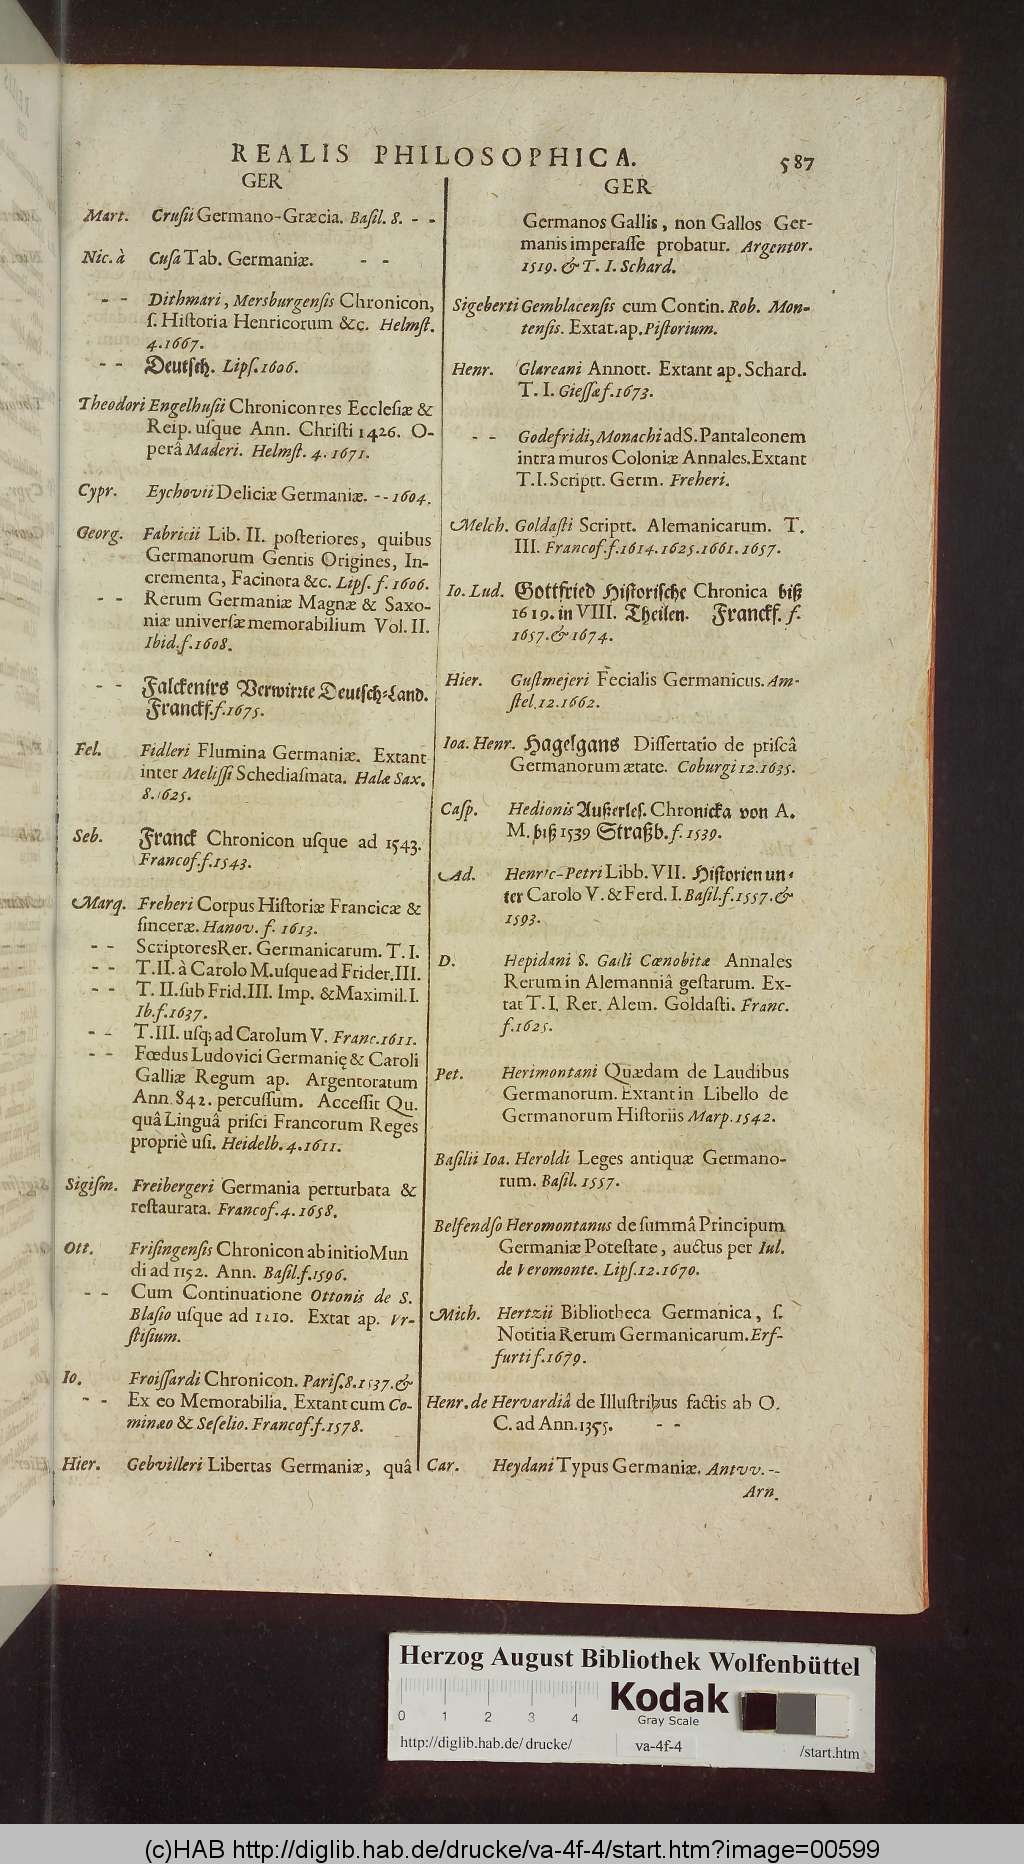 REALIS PHILOSOPHICA. 587
GER
Mart. Crusii Germano-Græcia. Basil. 8. - -
Nic. à Cusa Tab. Germaniæ. - -
- - Dithmari, Mersburgensis Chronicon,
ſ. Hiſtoria Henricorum &c. Helmſt.
4. 1667.
- - Deutſch. Lipſ. 1606.
Theodori Engelhuſii Chronicon res Eccleſiæ &
Reip. uſque Ann. Chriſti 1426. O-
perâ Maderi. Helmſt. 4. 1671.
Cypr. Eychovii Deliciæ Germaniæ. - - 1604.
Georg. Fabricii Lib. II. poſteriores, quibus
Germanorum Gentis Origines, In-
crementa, Facinora &c. Lipſ. f. 1606.
- - Rerum Germaniæ Magnæ & Saxo-
niæ univerſæ memorabilium Vol. II.
Ibid. f. 1608.
- - Falckenirs Verwirzte Deutſch-Land.
Franckf. f. 1675.
Fel. Fidleri Flumina Germaniæ. Extant
inter Meliſſi Schediaſmata. Halæ Sax.
8. 1625.
Seb. Franck Chronicon uſque ad 1543.
Francof. f. 1543.
Marq. Freheri Corpus Hiſtoriæ Francicæ &
ſinceræ. Hanov. f. 1613.
- - Scriptores Rer. Germanicarum. T. I.
- - T. II. à Carolo M. uſque ad Frider. III.
- - T. II. ſub Frid. III. Imp. & Maximil. I.
Ib. f. 1637.
- - T. III. uſq; ad Carolum V. Franc. 1611.
- - Fœdus Ludovici Germanię & Caroli
Galliæ Regum ap. Argentoratum
Ann. 842. percuſſum. Acceſſit Qu.
quâ Linguâ priſci Francorum Reges
propriè uſi. Heidelb. 4. 1611.
Sigiſm. Freibergeri Germania perturbata &
reſtaurata. Francof. 4. 1658.
Ott. Friſingenſis Chronicon ab initio Mun
di ad 1152. Ann. Baſil. f. 1596.
- - Cum Continuatione Ottonis de S.
Blaſio uſque ad 1210. Extat ap. Ur-
ſtiſium.
Io. Froiſſardi Chronicon. Pariſ. 8. 1537. &
- - Ex eo Memorabilia. Extant cum Co-
minæo & Seſelio. Francof. f. 1578.
Hier. Gebvilleri Libertas Germaniæ, quâ
GER
Germanos Gallis, non Gallos Ger-
manis imperaſſe probatur. Argentor.
1519. & T. I. Schard.
Sigeberti Gemblacenſis cum Contin. Rob. Mon-
tenſis. Extat. ap. Piſtorium.
Henr. Glareani Annott. Extant ap. Schard.
T. I. Gieſſæ f. 1673.
- - Godefridi, Monachi ad S. Pantaleonem
intra muros Coloniæ Annales. Extant
T. I. Scriptt. Germ. Freheri.
Melch. Goldaſti Scriptt. Alemanicarum. T.
III. Francof. f. 1614. 1625. 1661. 1657.
Io. Lud. Gottfried Hiſtoriſche Chronica biß
1619. in VIII. Theilen. Franckf. f.
1657. & 1674.
Hier. Guſtmejeri Fecialis Germanicus. Am-
ſtel. 12. 1662.
Ioa. Henr. Hagelgans Diſſertatio de priſcâ
Germanorum ætate. Coburgi 12. 1635.
Caſp. Hedionis Außerleſ. Chronicka von A.
M. biß 1539 Straßb. f. 1539.
Ad. Henric-Petri Libb. VII. Hiſtorien un-
ter Carolo V. & Ferd. I. Baſil. f. 1557. &
1593.
D. Hepidani S. Galli Cœnobitæ Annales
Rerum in Alemanniâ geſtarum. Ex-
tat T. I. Rer. Alem. Goldaſti. Franc.
f. 1625.
Pet. Herimontani Quædam de Laudibus
Germanorum. Extant in Libello de
Germanorum Hiſtoriis Marp. 1542.
Baſilii Ioa. Heroldi Leges antiquæ Germano-
rum. Baſil. 1557.
Belfendſo Heromontanus de ſummâ Principum
Germaniæ Poteſtate, auctus per Iul.
de Veromonte. Lipſ. 12. 1670.
Mich. Hertzii Bibliotheca Germanica, ſ.
Notitia Rerum Germanicarum. Erf-
furti f. 1679.
Henr. de Hervardiâ de Illuſtribus factis ab O.
C. ad Ann. 1355. - -
Car. Heydani Typus Germaniæ. Antvv. --
Arn.
Herzog August Bibliothek Wolfenbüttel
0 1 2 3 4
Kodak
Gray Scale
http://diglib.hab.de/drucke/ va-4f-4 /start.htm
(c)HAB http://diglib.hab.de/drucke/va-4f-4/start.htm?image=00599